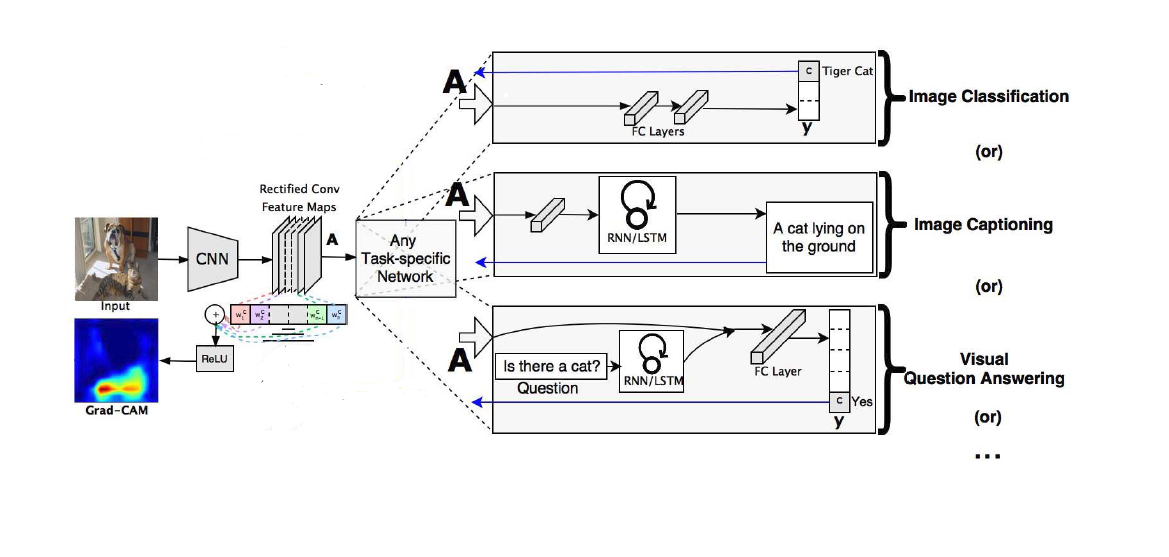 A
Tiger Cat
c
FC Layers
y
Image Classification
(or)
A
RNN/LSTM
A cat lying on
the ground
Image Captioning
(or)
Rectified Conv
Feature Maps
A
CNN
Any
Task-specific
Network
Input
+
ReLU
Grad-CAM
A
Is there a cat?
Question
RNN/LSTM
FC Layer
c
Yes
y
Visual
Question Answering
(or)
...